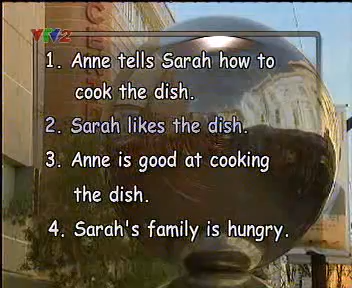 VTV2
1. Anne tells Sarah how to
cook the dish.
2. Sarah likes the dish.
3. Anne is good at cooking
the dish.
4. Sarah's family is hungry.